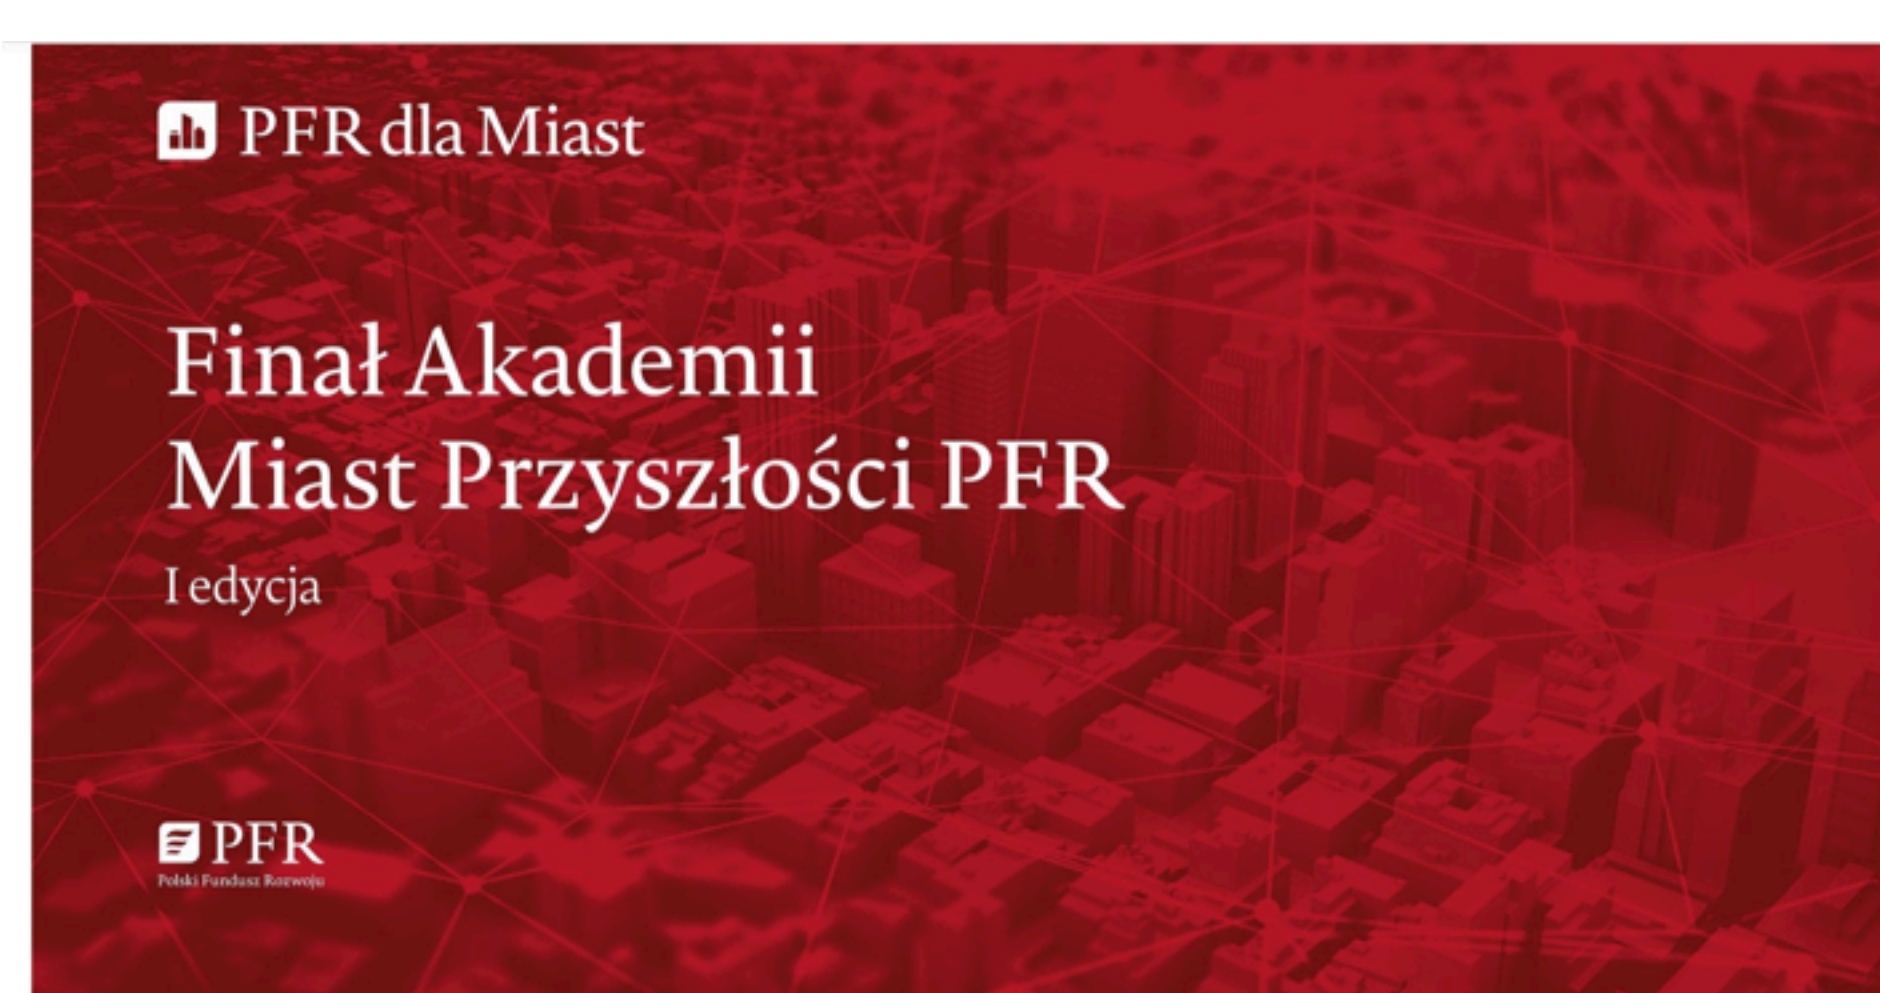 PFR dla Miast
Finał Akademii
Miast Przyszłości PFR
I edycja
PFR
Polski Fundusz Rozwoju